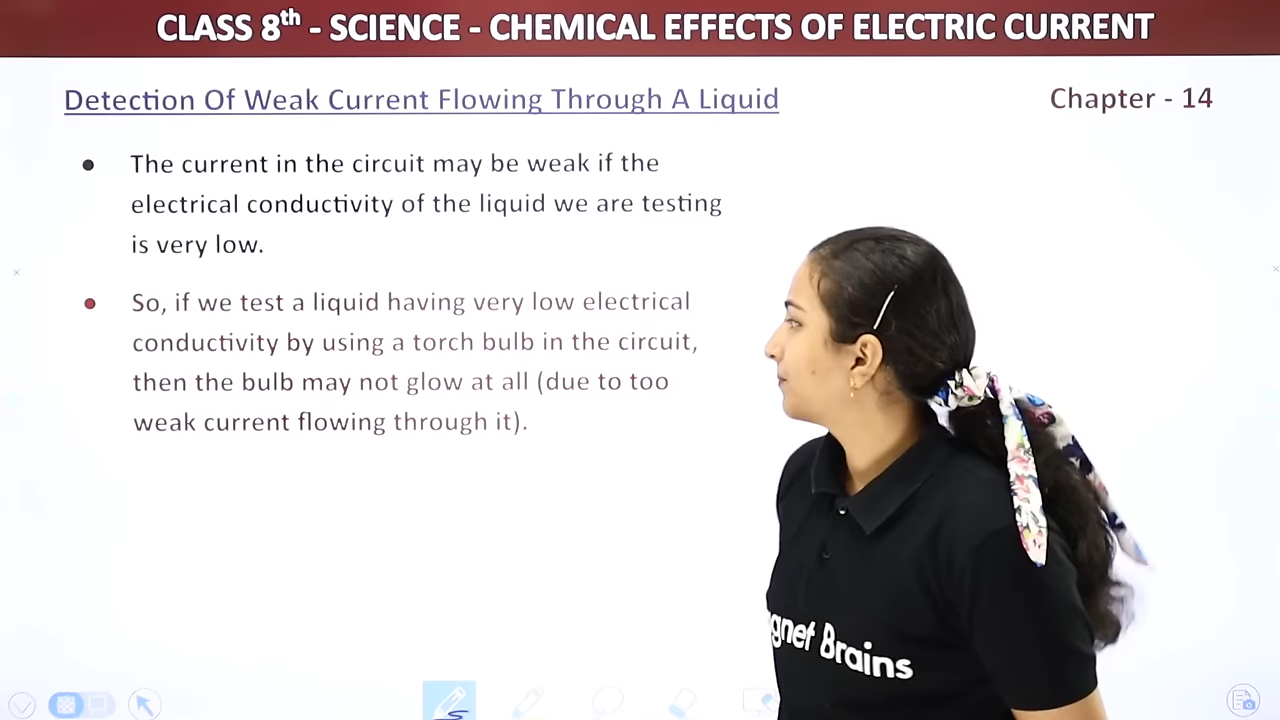 CLASS 8th - SCIENCE - CHEMICAL EFFECTS OF ELECTRIC CURRENT
Detection Of Weak Current Flowing Through A Liquid
Chapter - 14
The current in the circuit may be weak if the
electrical conductivity of the liquid we are testing
is very low.
So, if we test a liquid having very low electrical
conductivity by using a torch bulb in the circuit,
then the bulb may not glow at all (due to too
weak current flowing through it).
gnet Brains